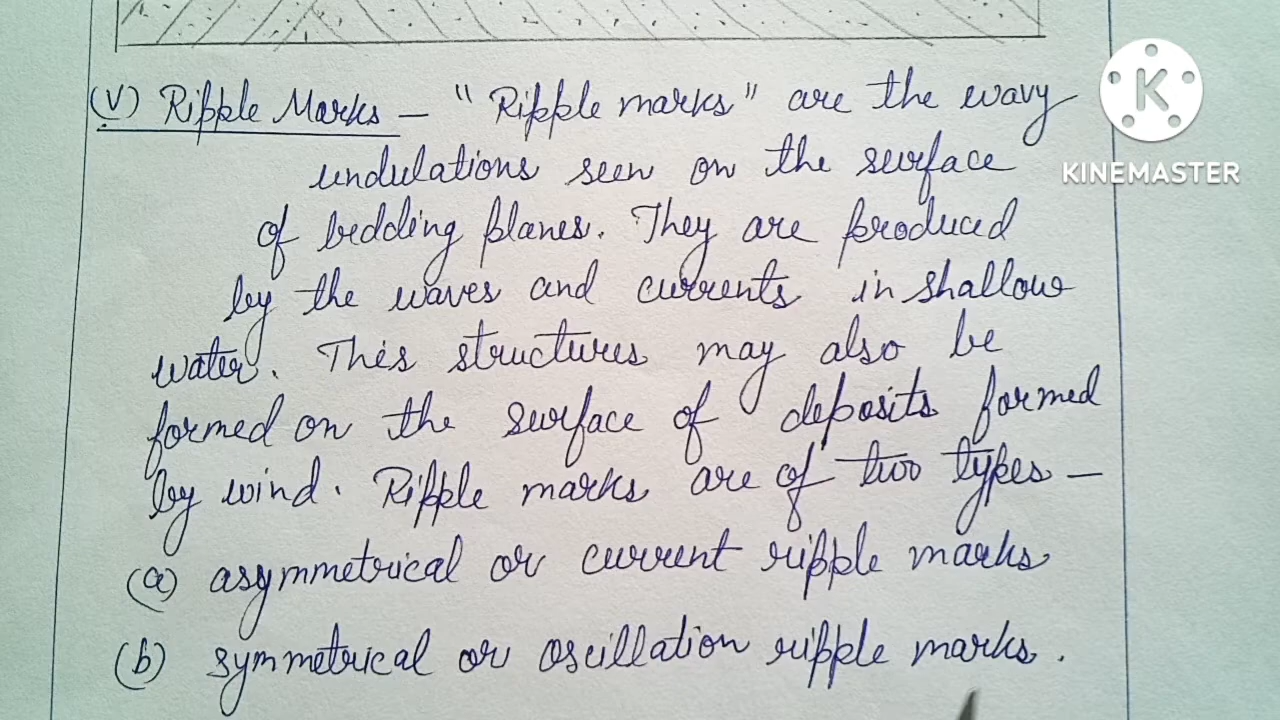 (V) Ripple Marks — "Ripple marks" are the wavy
undulations seen on the surface
of bedding planes. They are produced
by the waves and currents in shallow
water. This structures may also be
formed on the surface of deposits formed
by wind. Ripple marks are of two types —
(a) asymmetrical or current ripple marks
(b) symmetrical or oscillation ripple marks.
K
KINEMASTER